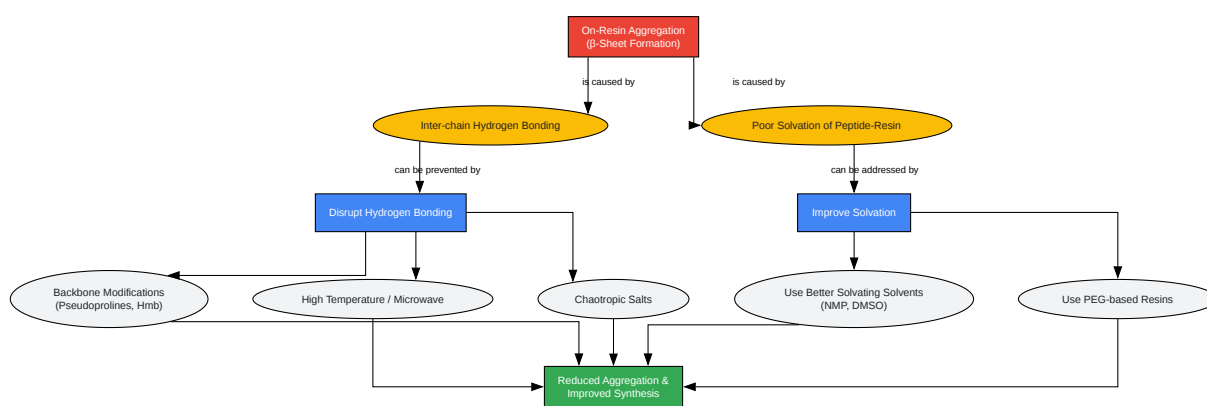 On-Resin Aggregation
(β-Sheet Formation)
is caused by
is caused by
Inter-chain Hydrogen Bonding
Poor Solvation of Peptide-Resin
can be prevented by
can be addressed by
Disrupt Hydrogen Bonding
Improve Solvation
Backbone Modifications
(Pseudoprolines, Hmb)
High Temperature / Microwave
Chaotropic Salts
Use Better Solvating Solvents
(NMP, DMSO)
Use PEG-based Resins
Reduced Aggregation &
Improved Synthesis